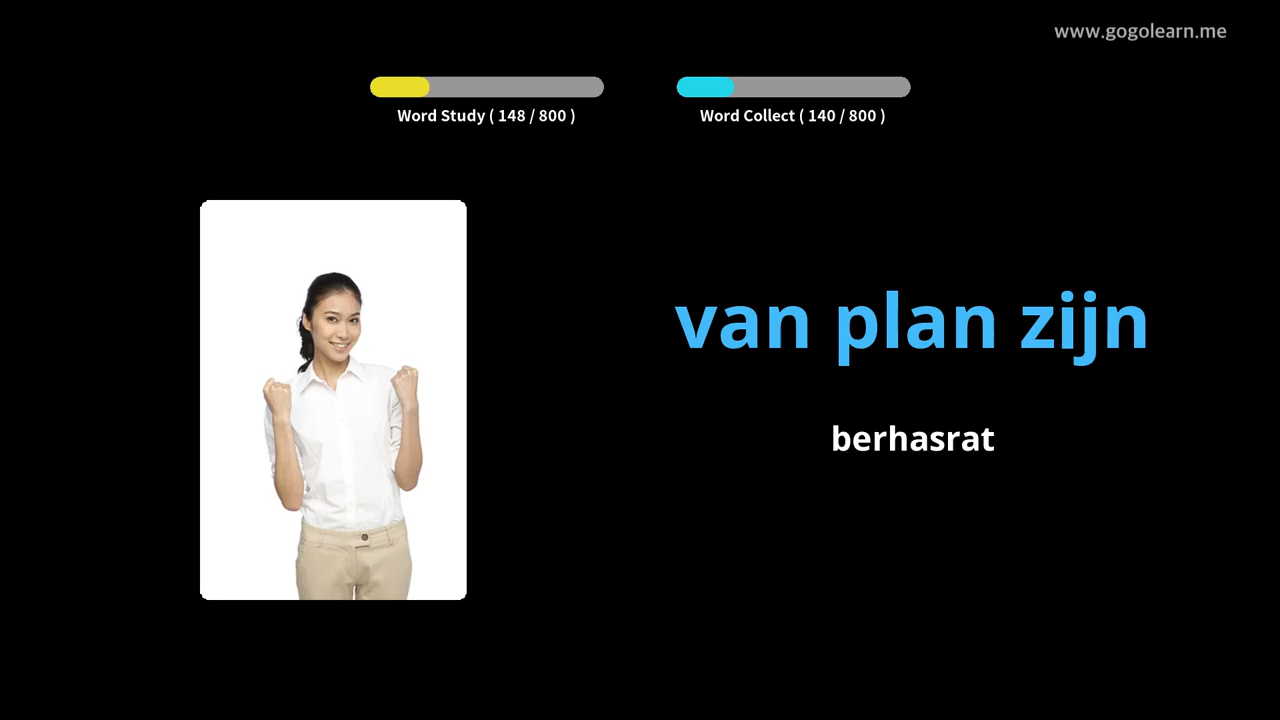 www.gogolearn.me
Word Study ( 148 / 800 )
Word Collect ( 140 / 800 )
van plan zijn
berhasrat